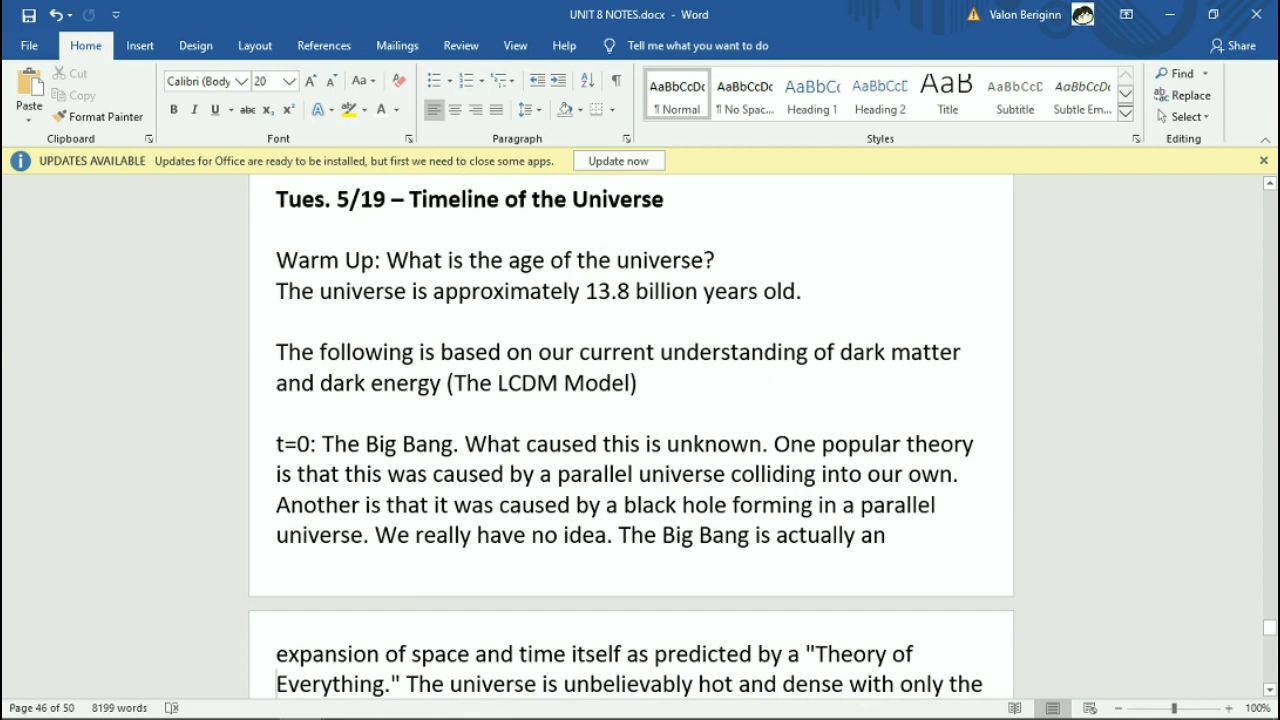 UNIT 8 NOTES.docx - Word
Valon Beriginn
File Home Insert Design Layout References Mailings Review View Help Tell me what you want to do Share
Paste
Cut
Copy
Format Painter
Clipboard
Calibri (Body 20
Aa
B I U abc x₂ x² A A
Font
Paragraph
AaBbCcDc AaBbCcDc AaBbCc AaBbCcC AaB AaBbCcD AaBbCcDc
¶ Normal ¶ No Spac... Heading 1 Heading 2 Title Subtitle Subtle Em...
Styles
Find
Replace
Select
Editing
UPDATES AVAILABLE Updates for Office are ready to be installed, but first we need to close some apps. Update now
Tues. 5/19 – Timeline of the Universe
Warm Up: What is the age of the universe?
The universe is approximately 13.8 billion years old.
The following is based on our current understanding of dark matter
and dark energy (The LCDM Model)
t=0: The Big Bang. What caused this is unknown. One popular theory
is that this was caused by a parallel universe colliding into our own.
Another is that it was caused by a black hole forming in a parallel
universe. We really have no idea. The Big Bang is actually an
expansion of space and time itself as predicted by a "Theory of
Everything." The universe is unbelievably hot and dense with only the
Page 46 of 50 8199 words 100%